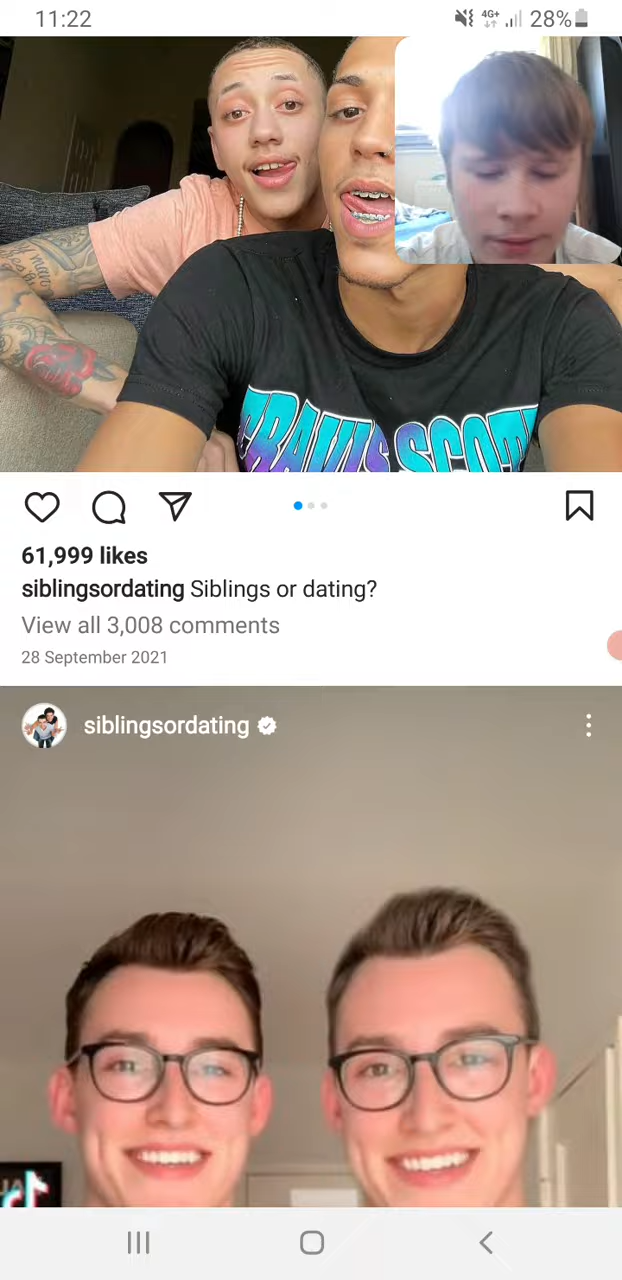 11:22
4G+
28%
TRAVIS SCOTT
61,999 likes
siblingsordating Siblings or dating?
View all 3,008 comments
28 September 2021
siblingsordating